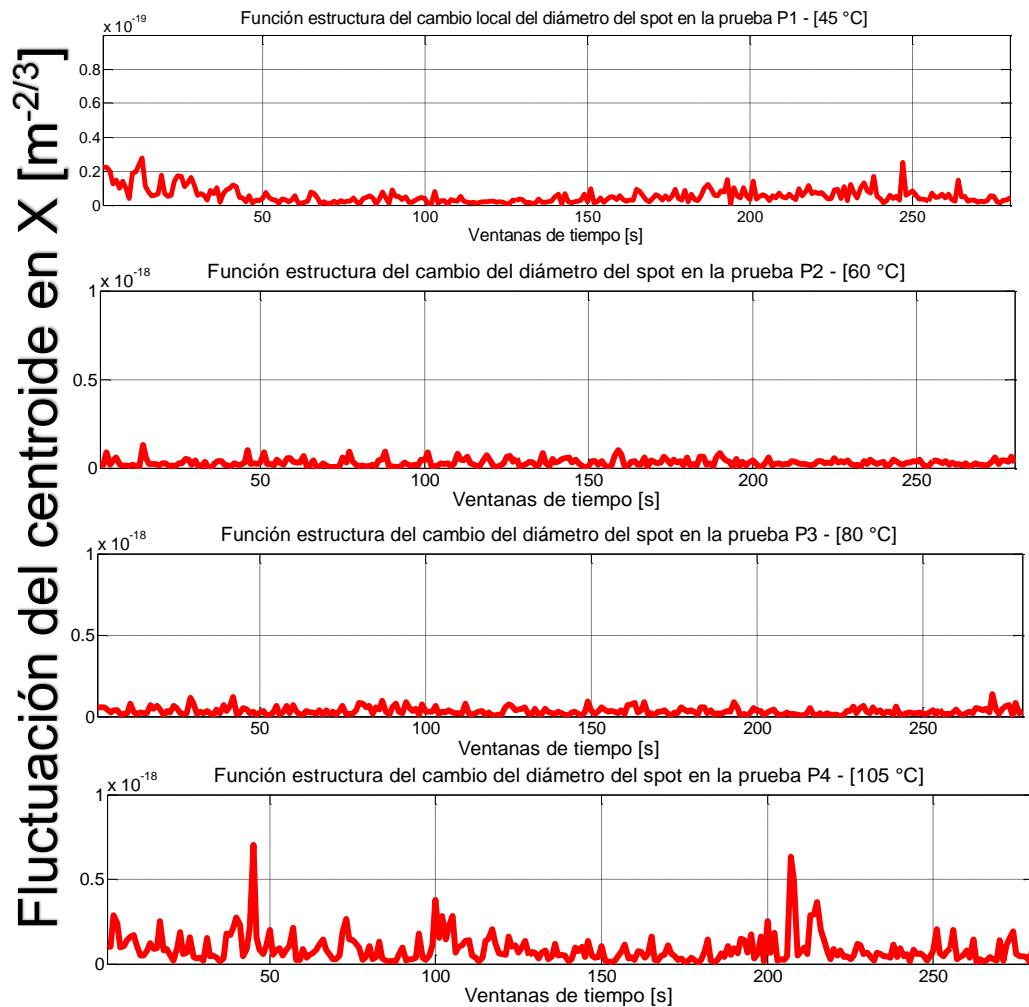 Fluctuación del centroide en X [m-2/3]
Función estructura del cambio local del diámetro del spot en la prueba P1 - [45 °C]
x 10-19
0.8
0.6
0.4
0.2
0
50 100 150 200 250
Ventanas de tiempo [s]
Función estructura del cambio del diámetro del spot en la prueba P2 - [60 °C]
x 10-18
1
0.5
0
50 100 150 200 250
Ventanas de tiempo [s]
Función estructura del cambio del diámetro del spot en la prueba P3 - [80 °C]
x 10-18
1
0.5
0
50 100 150 200 250
Ventanas de tiempo [s]
Función estructura del cambio del diámetro del spot en la prueba P4 - [105 °C]
x 10-18
1
0.5
0
50 100 150 200 250
Ventanas de tiempo [s]